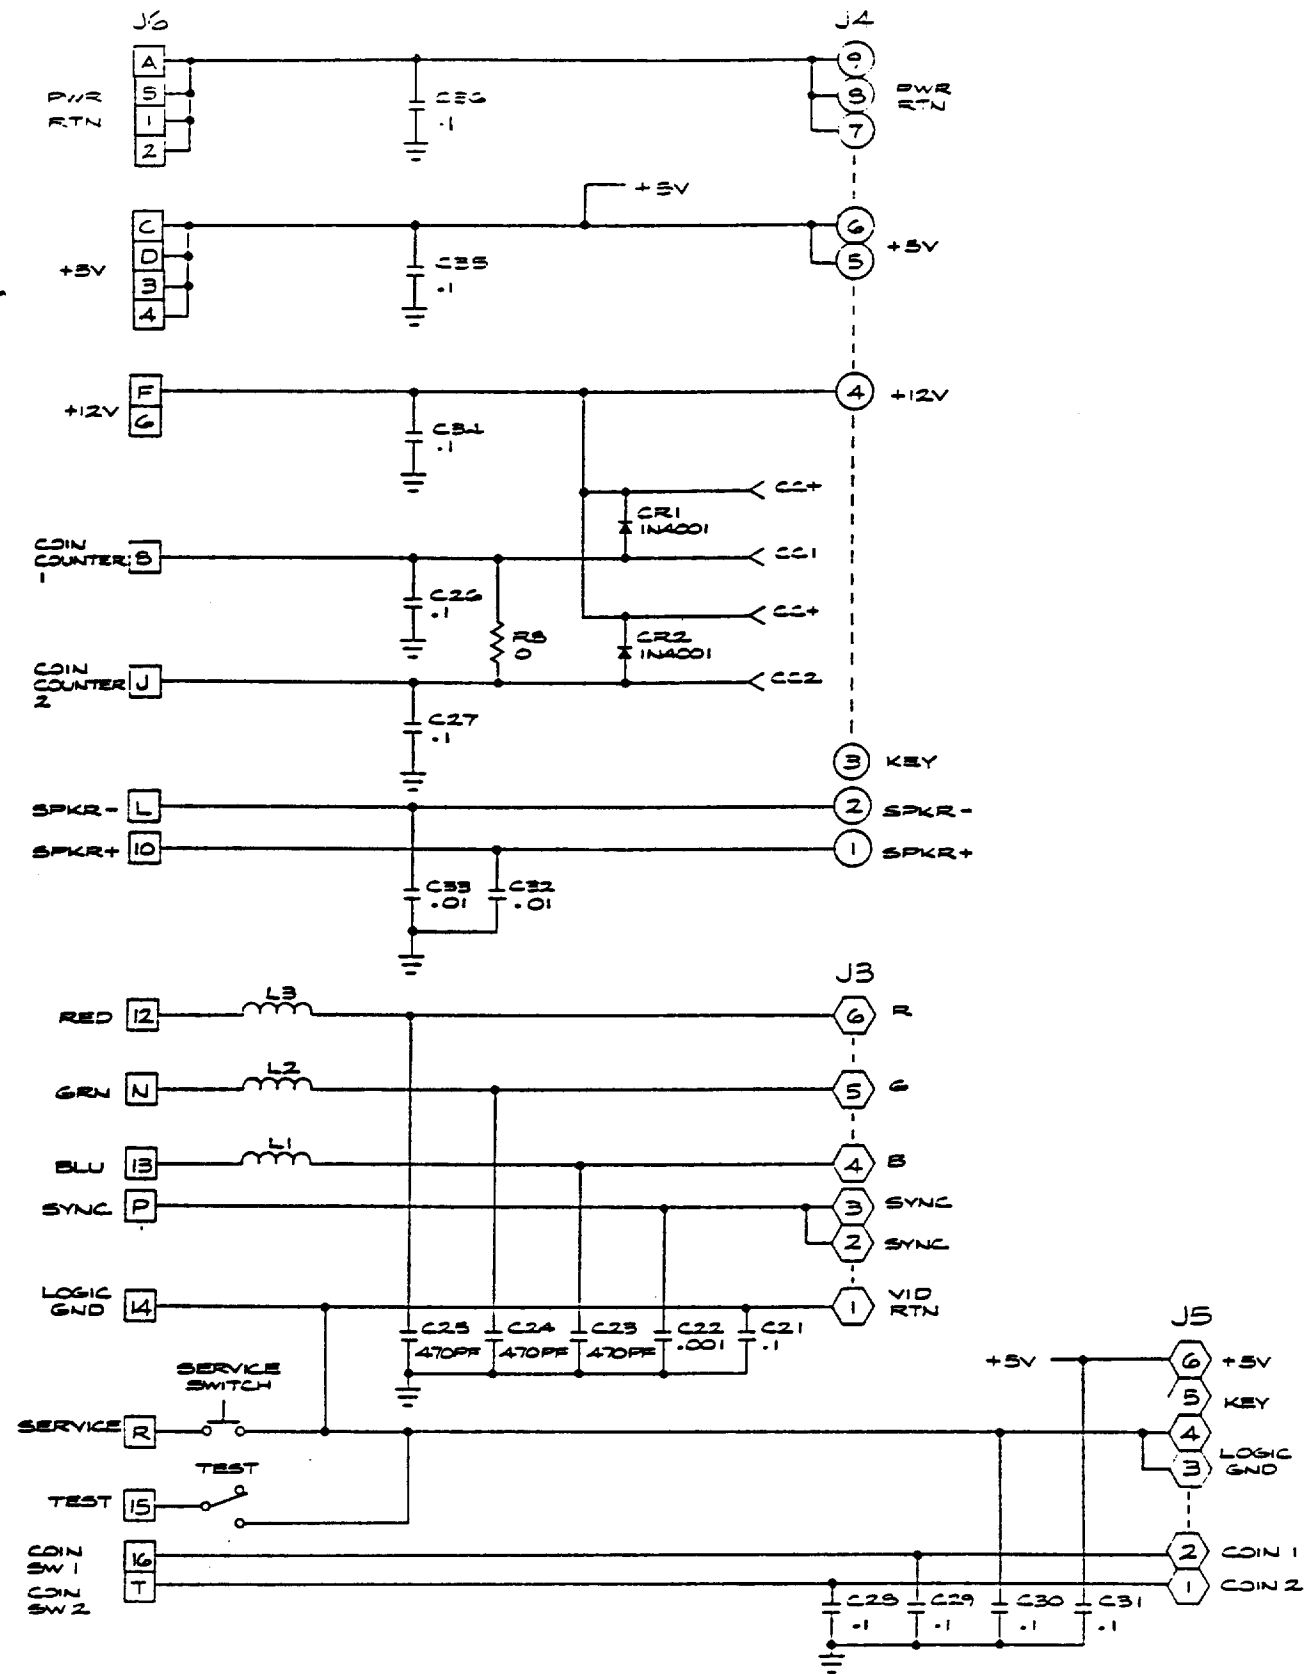 J6
J4
A
9
5
PWR
C36
8
PWR
RTN
1
.1
RTN
7
2
+5V
C
6
D
+5V
+5V
C35
5
3
.1
4
F
4
+12V
+12V
6
C34
.1
CC+
CR1
1N4001
COIN
COUNTER
1
8
CC1
C26
.1
CC+
R8
0
CR2
1N4001
COIN
COUNTER
2
J
CC2
C27
.1
3
KEY
SPKR-
L
2
SPKR-
SPKR+
10
1
SPKR+
C33
.01
C32
.01
J3
L3
RED
12
6
R
L2
GRN
N
5
G
L1
BLU
13
4
B
SYNC
P
3
SYNC
2
SYNC
LOGIC
GND
14
1
VID
RTN
C25
470PF
C24
470PF
C23
470PF
C22
.001
C21
.1
J5
+5V
6
+5V
SERVICE
SWITCH
5
KEY
SERVICE
R
4
TEST
3
LOGIC
GND
TEST
15
COIN
SW 1
16
2
COIN 1
COIN
SW 2
T
1
COIN 2
C28
.1
C29
.1
C30
.1
C31
.1